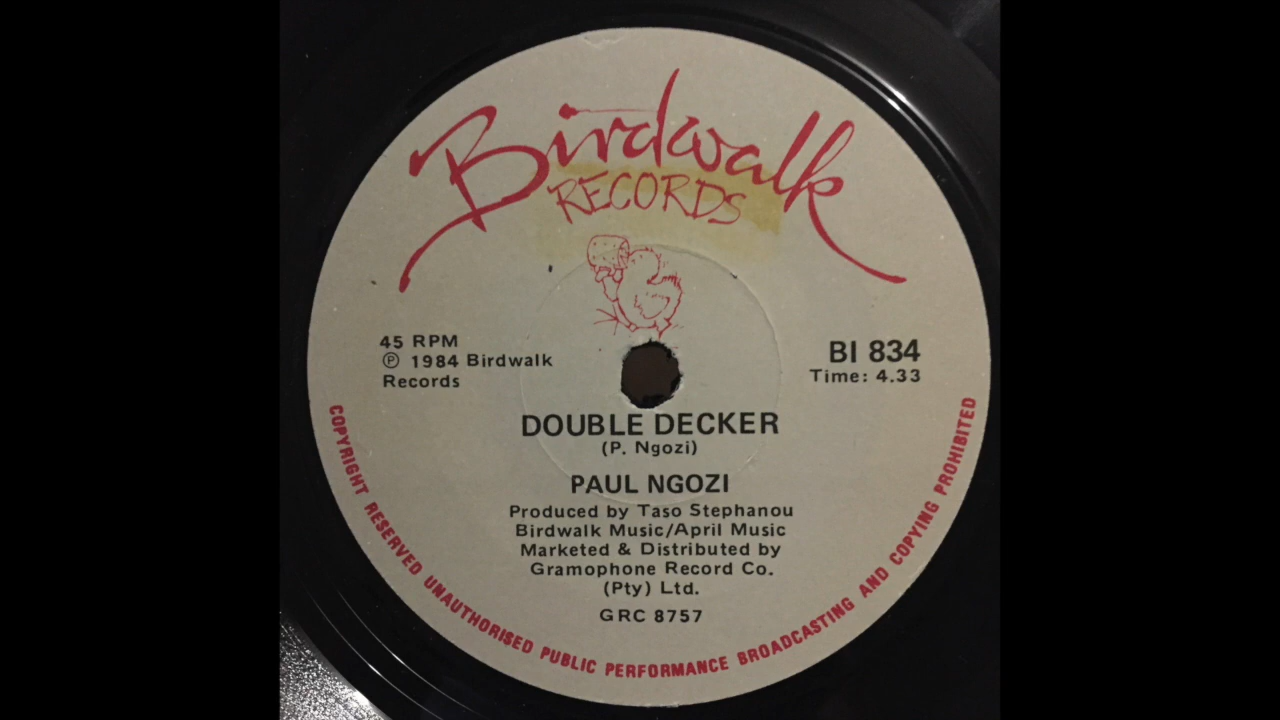 Birdwalk
RECORDS
45 RPM
Ⓟ 1984 Birdwalk
Records
BI 834
Time: 4.33
DOUBLE DECKER
(P. Ngozi)
PAUL NGOZI
Produced by Taso Stephanou
Birdwalk Music/April Music
Marketed & Distributed by
Gramophone Record Co.
(Pty) Ltd.
GRC 8757
COPYRIGHT RESERVED UNAUTHORISED PUBLIC PERFORMANCE BROADCASTING AND COPYING PROHIBITED